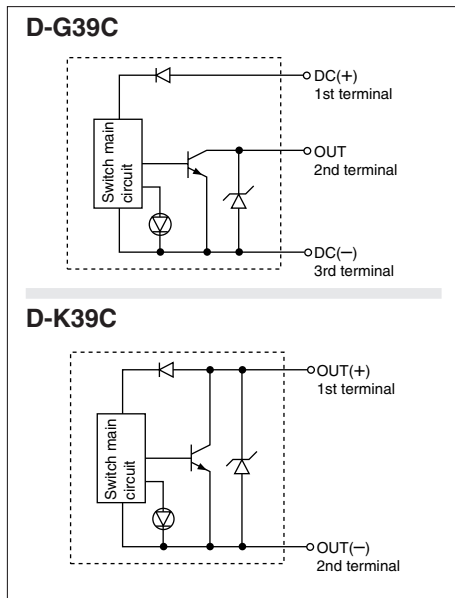 D-G39C
DC(+)
1st terminal
Switch main
circuit
OUT
2nd terminal
DC(−)
3rd terminal
D-K39C
OUT(+)
1st terminal
Switch main
circuit
OUT(−)
2nd terminal